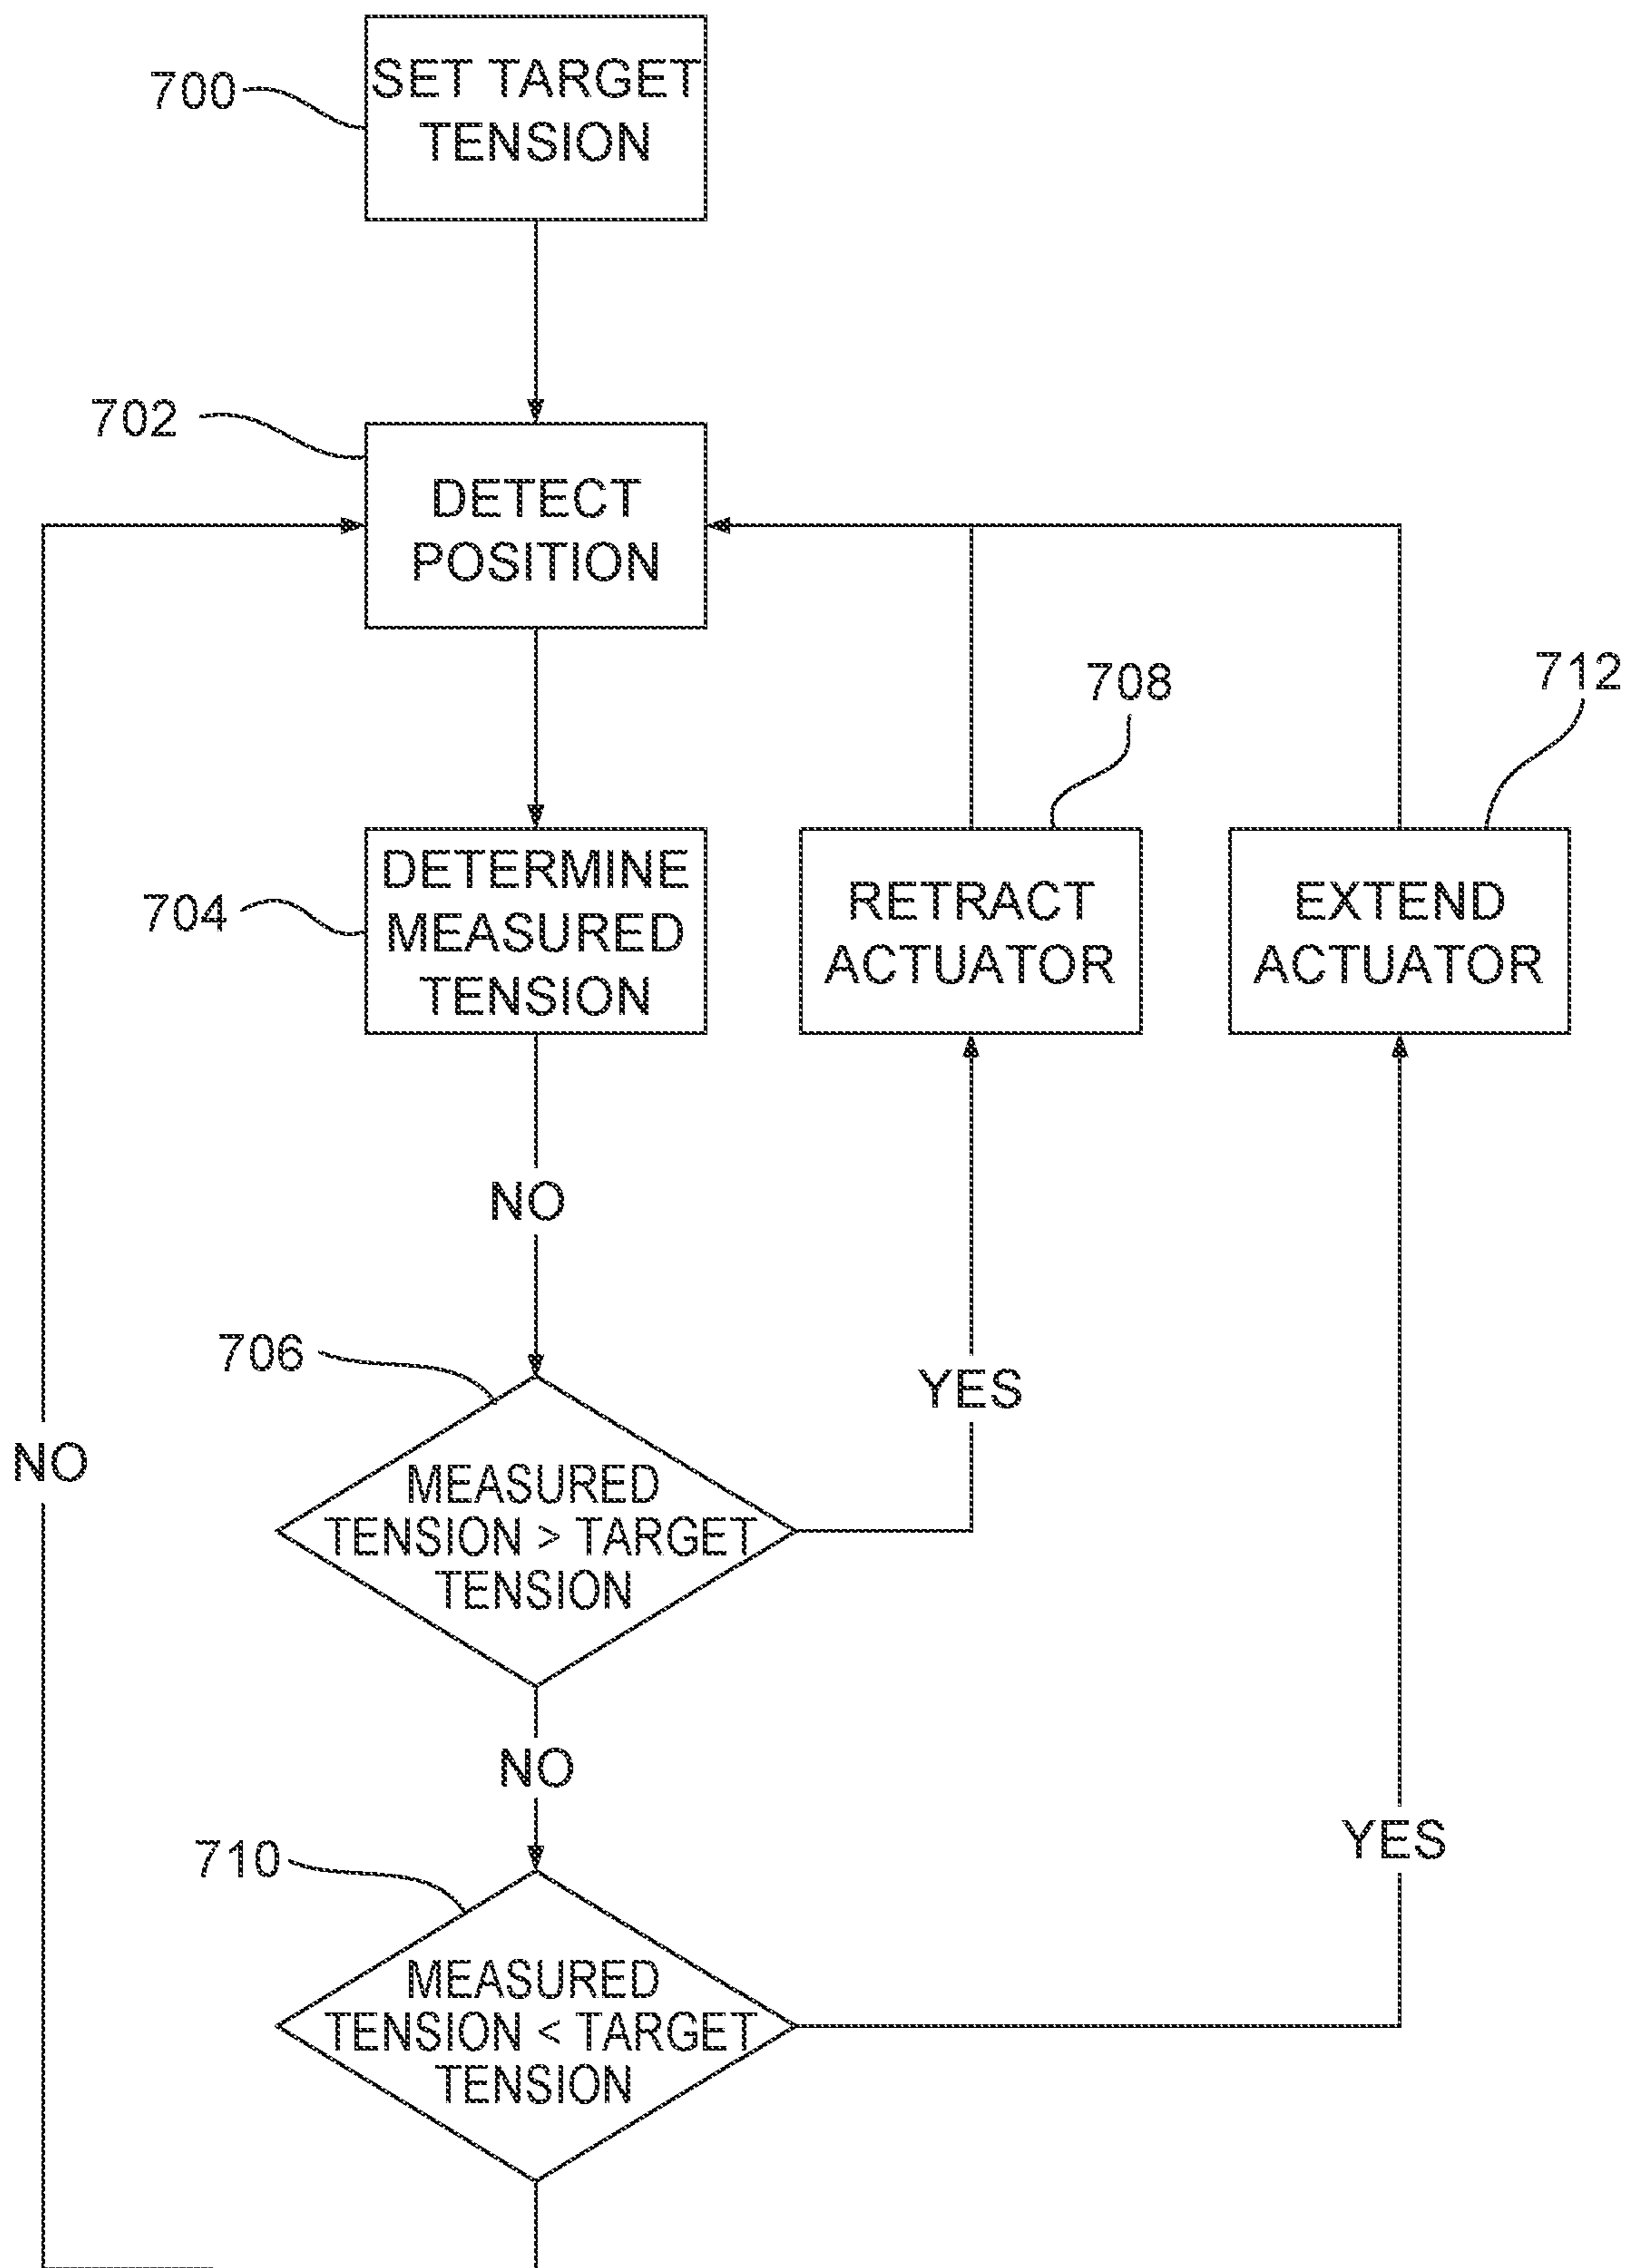 700
SET TARGET
TENSION
702
DETECT
POSITION
708
712
704
DETERMINE
MEASURED
TENSION
RETRACT
ACTUATOR
EXTEND
ACTUATOR
NO
706
YES
NO
MEASURED
TENSION > TARGET
TENSION
NO
710
YES
MEASURED
TENSION < TARGET
TENSION